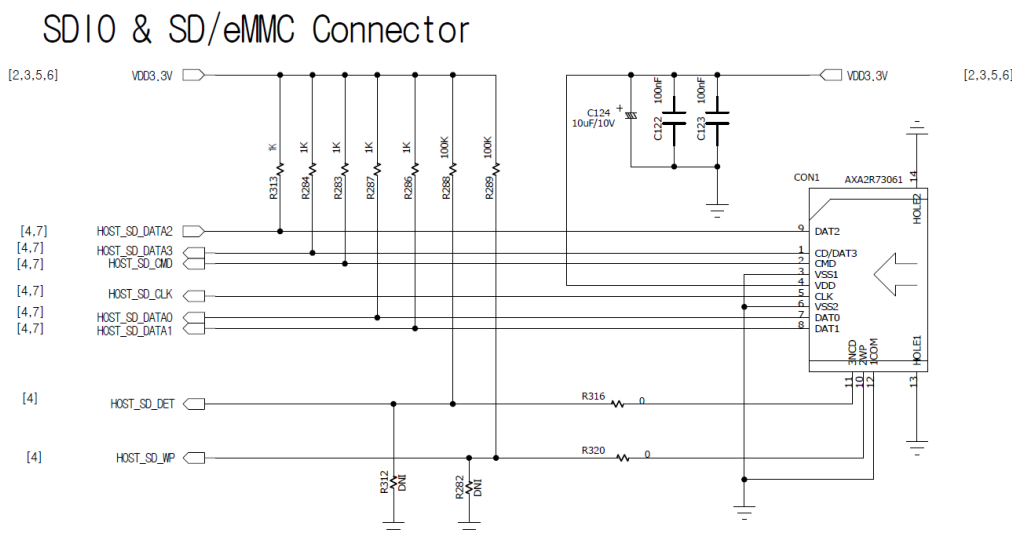 SDIO & SD/eMMC Connector
[2,3,5,6] VDD3,3V VDD3,3V [2,3,5,6]
1K 1K 1K 1K 1K 100K 100K
R313 R284 R283 R287 R286 R288 R289
C124
10uF/10V
100nF 100nF
C122 C123
CON1 AXA2R73061
14
HOLE2
[4,7] HOST_SD_DATA2 9 DAT2
[4,7] HOST_SD_DATA3 1 CD/DAT3
[4,7] HOST_SD_CMD 2 CMD
3 VSS1
4 VDD
[4,7] HOST_SD_CLK 5 CLK
6 VSS2
[4,7] HOST_SD_DATA0 7 DAT0
[4,7] HOST_SD_DATA1 8 DAT1
3NCD 2WP 1COM HOLE1
11 10 12 13
[4] HOST_SD_DET R316 0
[4] HOST_SD_WP R320 0
R312 DNI R282 DNI